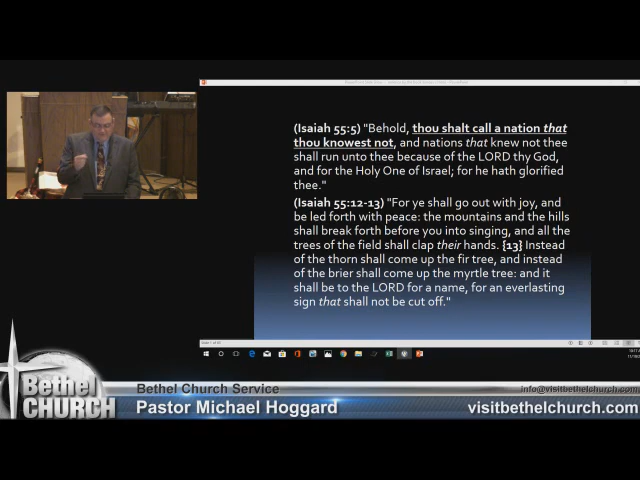 (Isaiah 55:5) "Behold, thou shalt call a nation that
thou knowest not, and nations that knew not thee
shall run unto thee because of the LORD thy God,
and for the Holy One of Israel; for he hath glorified
thee."
(Isaiah 55:12-13) "For ye shall go out with joy, and
be led forth with peace: the mountains and the hills
shall break forth before you into singing, and all the
trees of the field shall clap their hands. {13} Instead
of the thorn shall come up the fir tree, and instead
of the brier shall come up the myrtle tree: and it
shall be to the LORD for a name, for an everlasting
sign that shall not be cut off."
Bethel
CHURCH
Bethel Church Service
info@visitbethelchurch.com
Pastor Michael Hoggard
visitbethelchurch.com